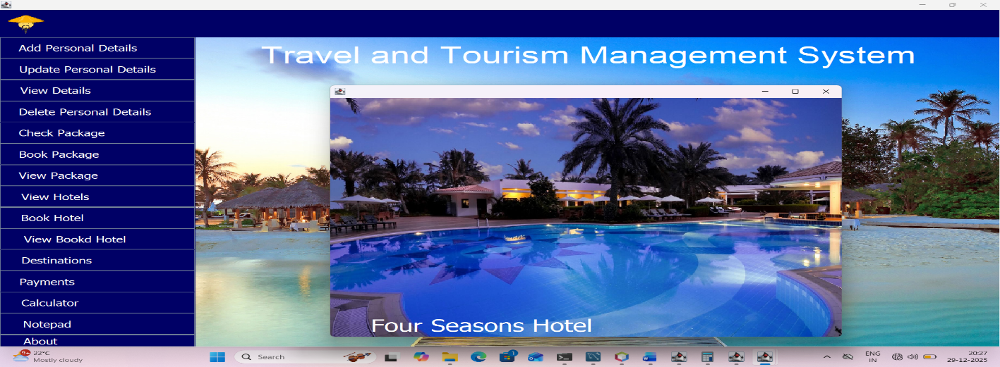 Travel and Tourism Management System
Add Personal Details
Update Personal Details
View Details
Delete Personal Details
Check Package
Book Package
View Package
View Hotels
Book Hotel
View Bookd Hotel
Destinations
Payments
Calculator
Notepad
About
Four Seasons Hotel
9+
22°C
Mostly cloudy
Search
1
ENG
IN
20:27
29-12-2025